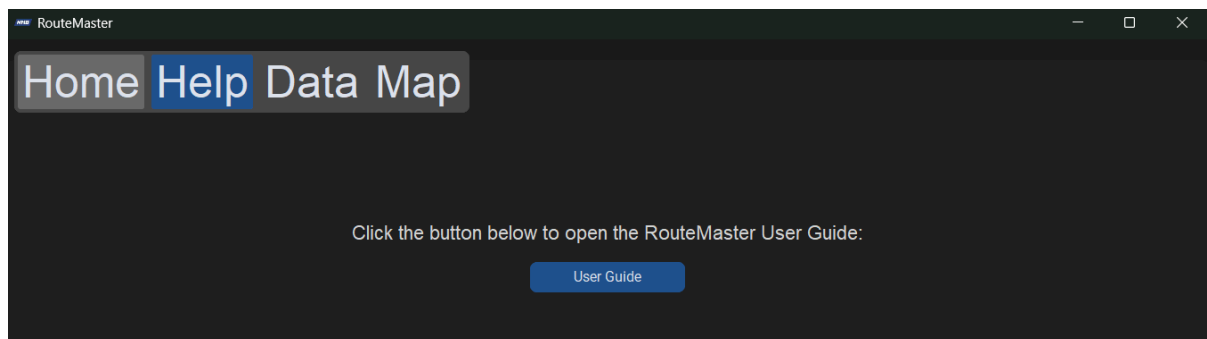 RouteMaster
Home Help Data Map
Click the button below to open the RouteMaster User Guide:
User Guide